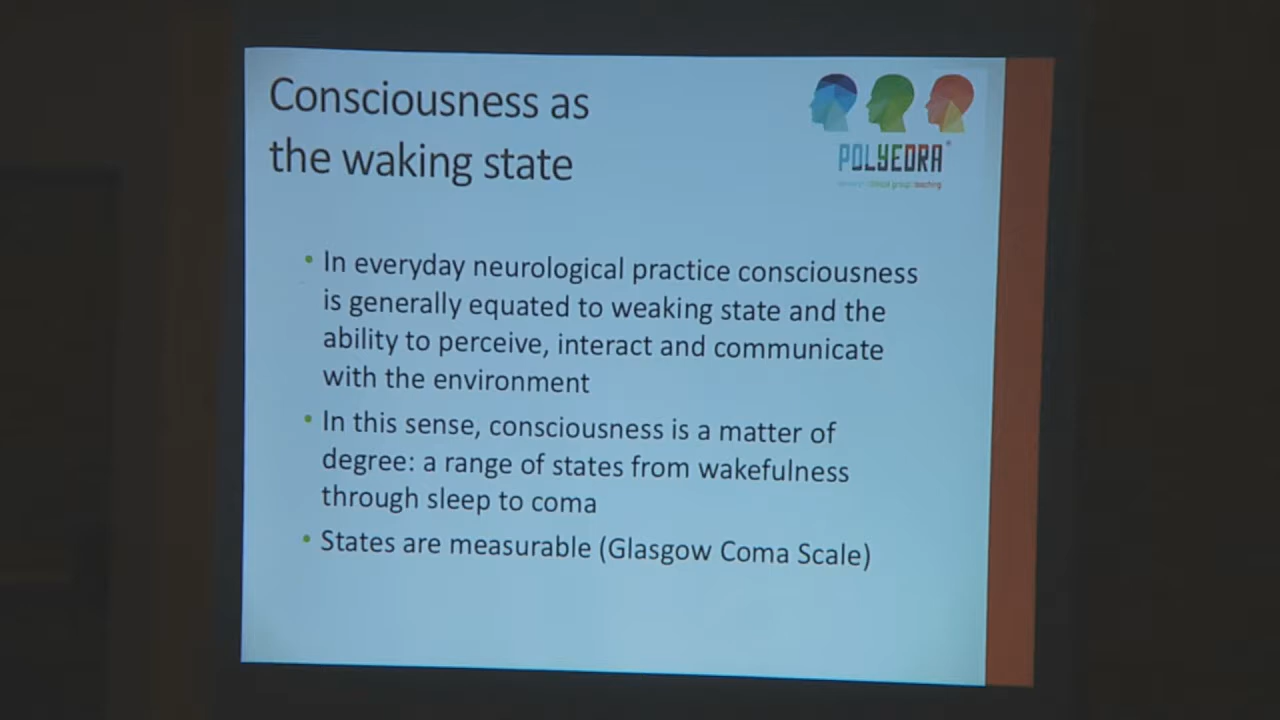 Consciousness as
the waking state
POLYEDRA
• In everyday neurological practice consciousness
is generally equated to weaking state and the
ability to perceive, interact and communicate
with the environment
• In this sense, consciousness is a matter of
degree: a range of states from wakefulness
through sleep to coma
• States are measurable (Glasgow Coma Scale)